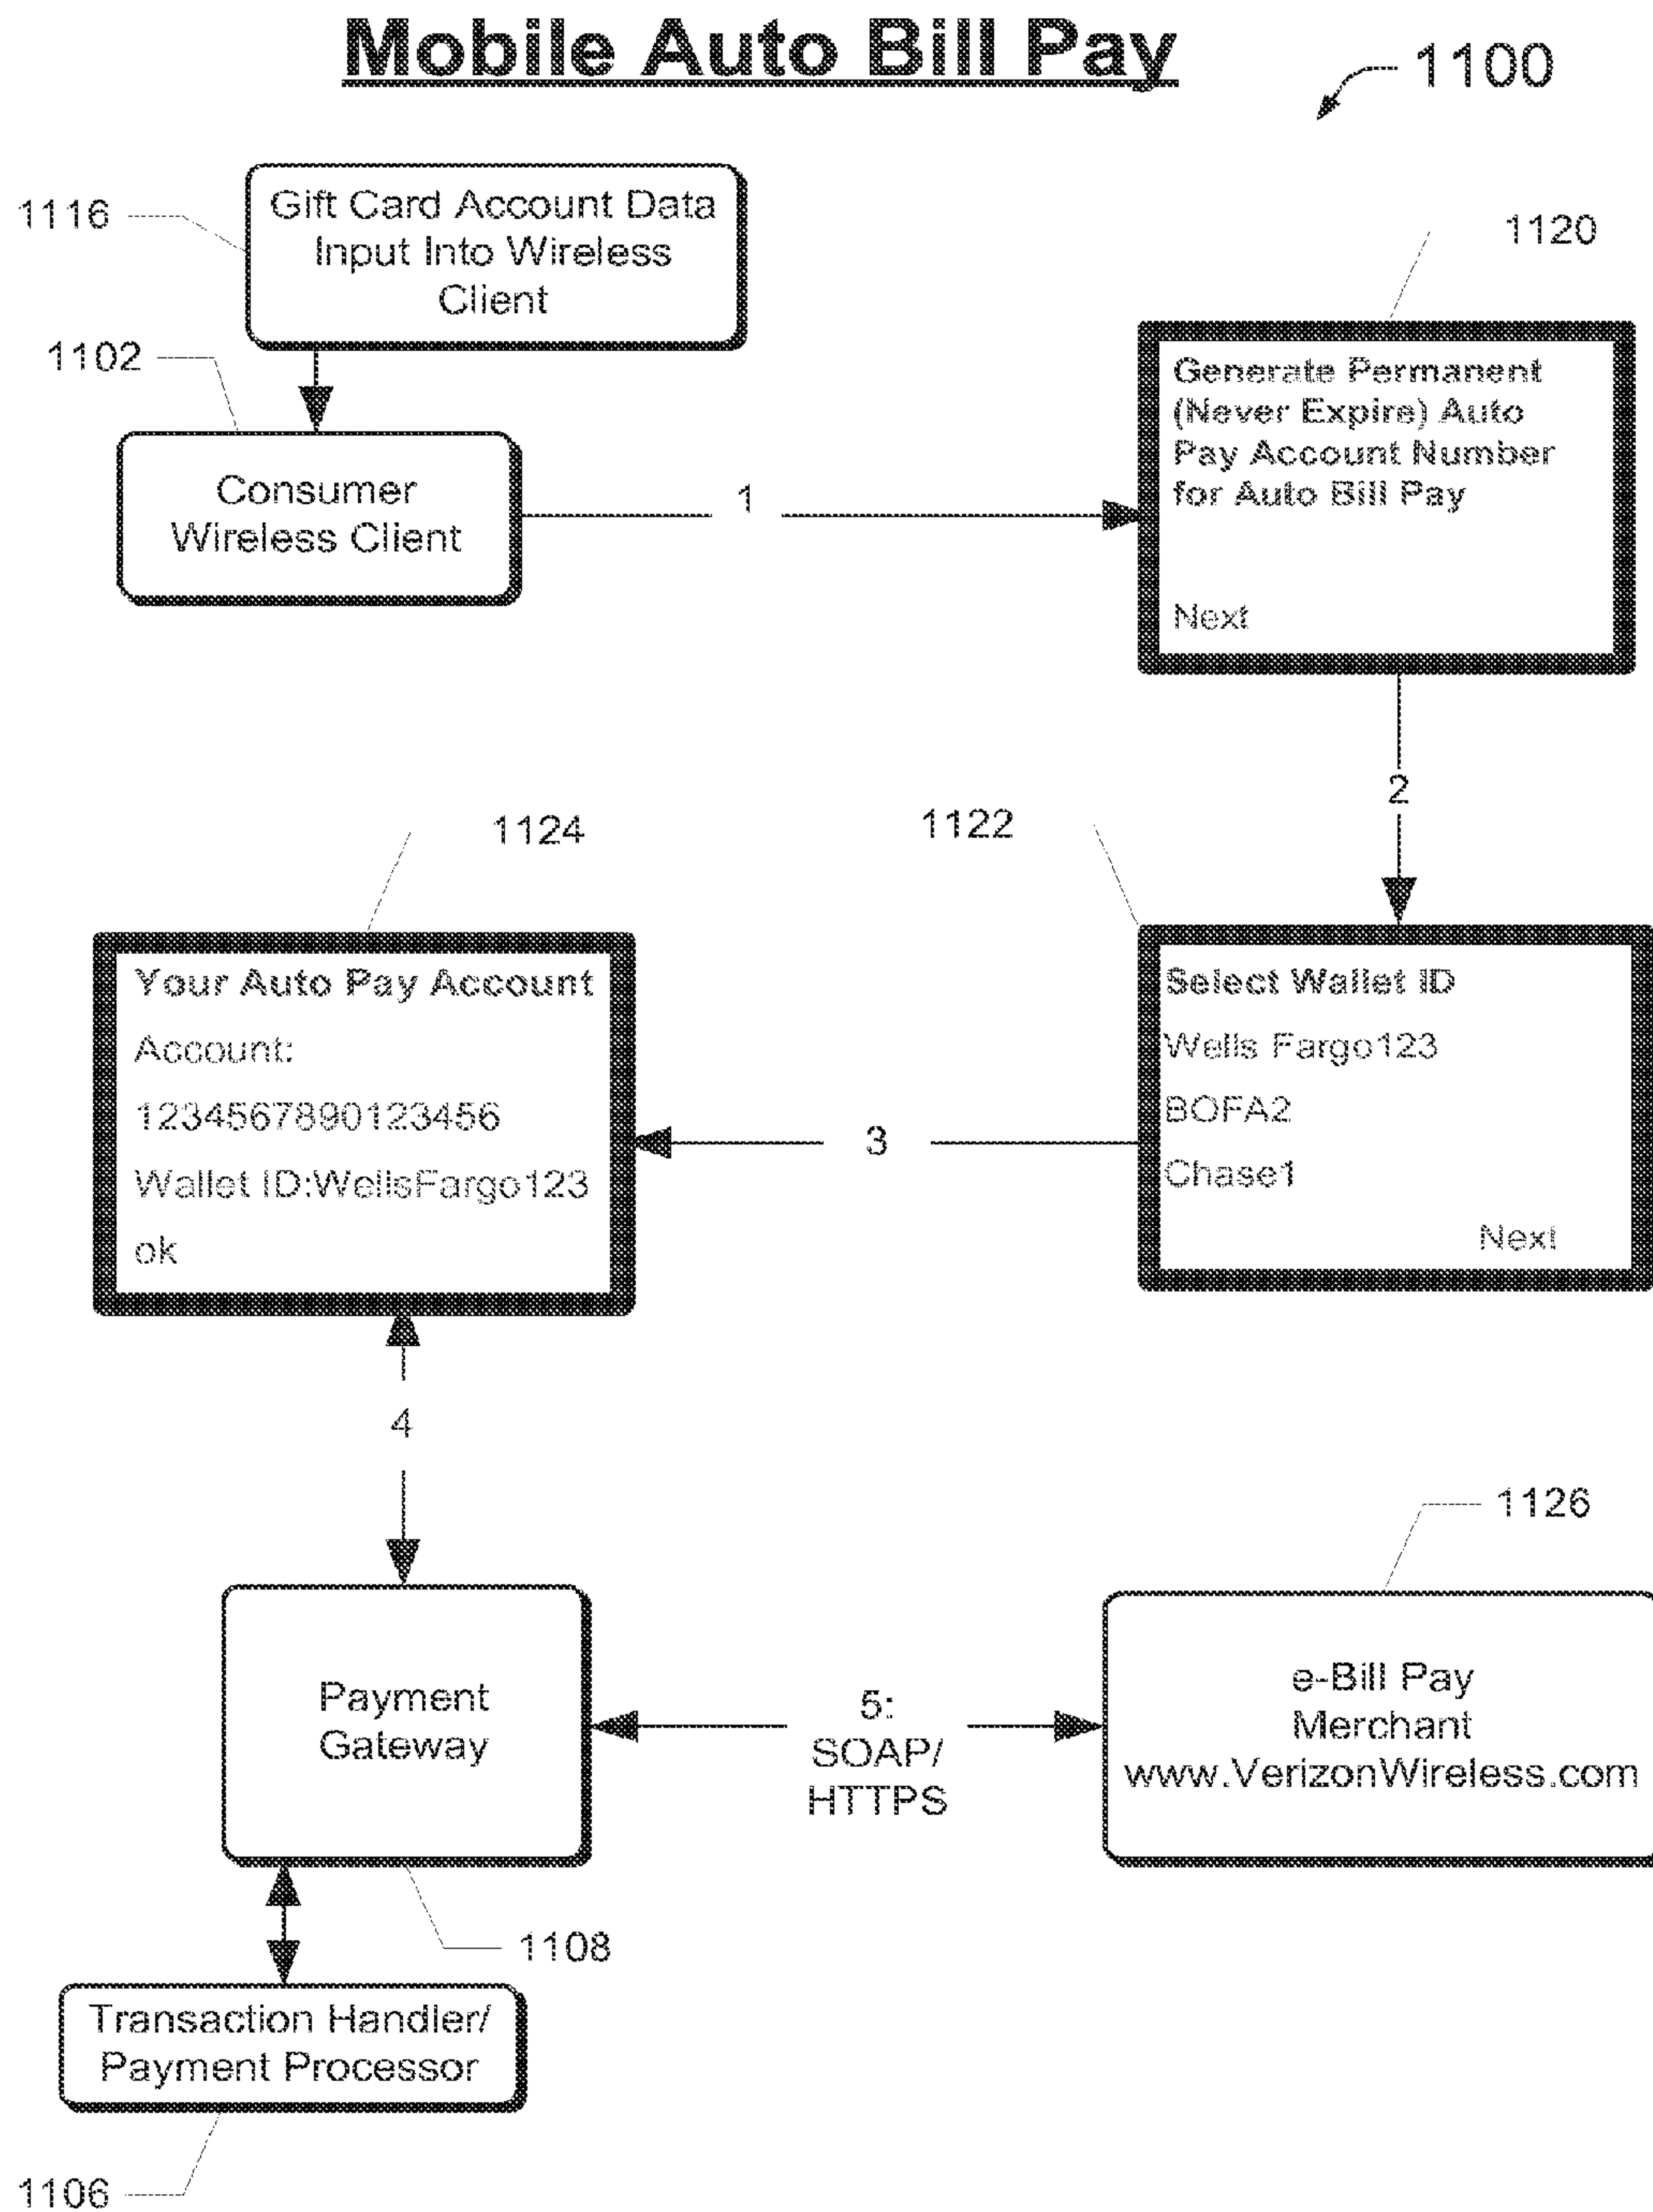 Mobile Auto Bill Pay
1100
1116
Gift Card Account Data
Input Into Wireless
Client
1120
1102
Consumer
Wireless Client
1
Generate Permanent
(Never Expire) Auto
Pay Account Number
for Auto Bill Pay
Next
2
1124
1122
Your Auto Pay Account
Account:
1234567890123456
Wallet ID:WellsFargo123
ok
3
Select Wallet ID
Wells Fargo123
BOFA2
Chase1
Next
4
1126
Payment
Gateway
5:
SOAP/
HTTPS
e-Bill Pay
Merchant
www.VerizonWireless.com
1108
Transaction Handler/
Payment Processor
1106